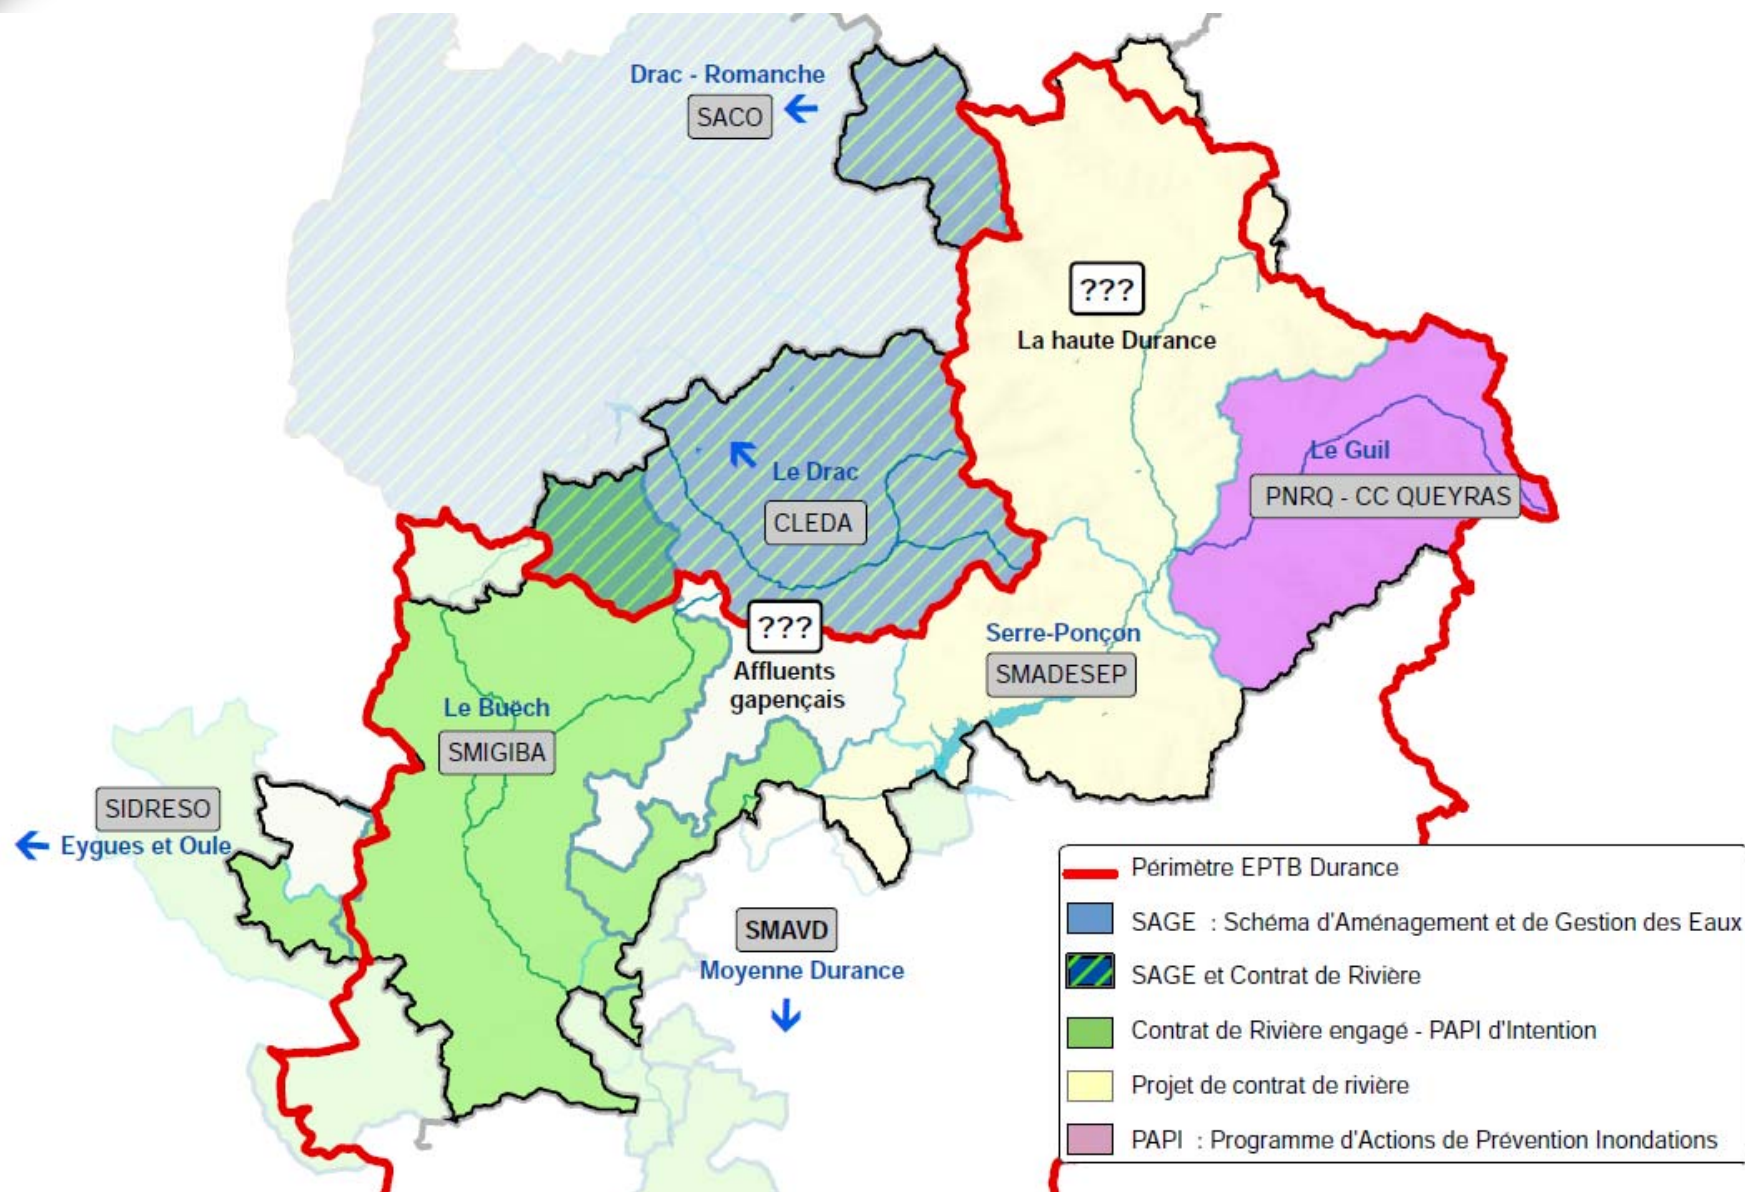 Drac - Romanche
SACO
???
La haute Durance
Le Guil
PNRQ - CC QUEYRAS
Le Drac
CLEDA
???
Affluents
gapençais
Serre-Ponçon
SMADESEP
Le Buëch
SMIGIBA
SIDRESO
Eygues et Oule
SMAVD
Moyenne Durance
Périmètre EPTB Durance
SAGE : Schéma d'Aménagement et de Gestion des Eaux
SAGE et Contrat de Rivière
Contrat de Rivière engagé - PAPI d'Intention
Projet de contrat de rivière
PAPI : Programme d'Actions de Prévention Inondations